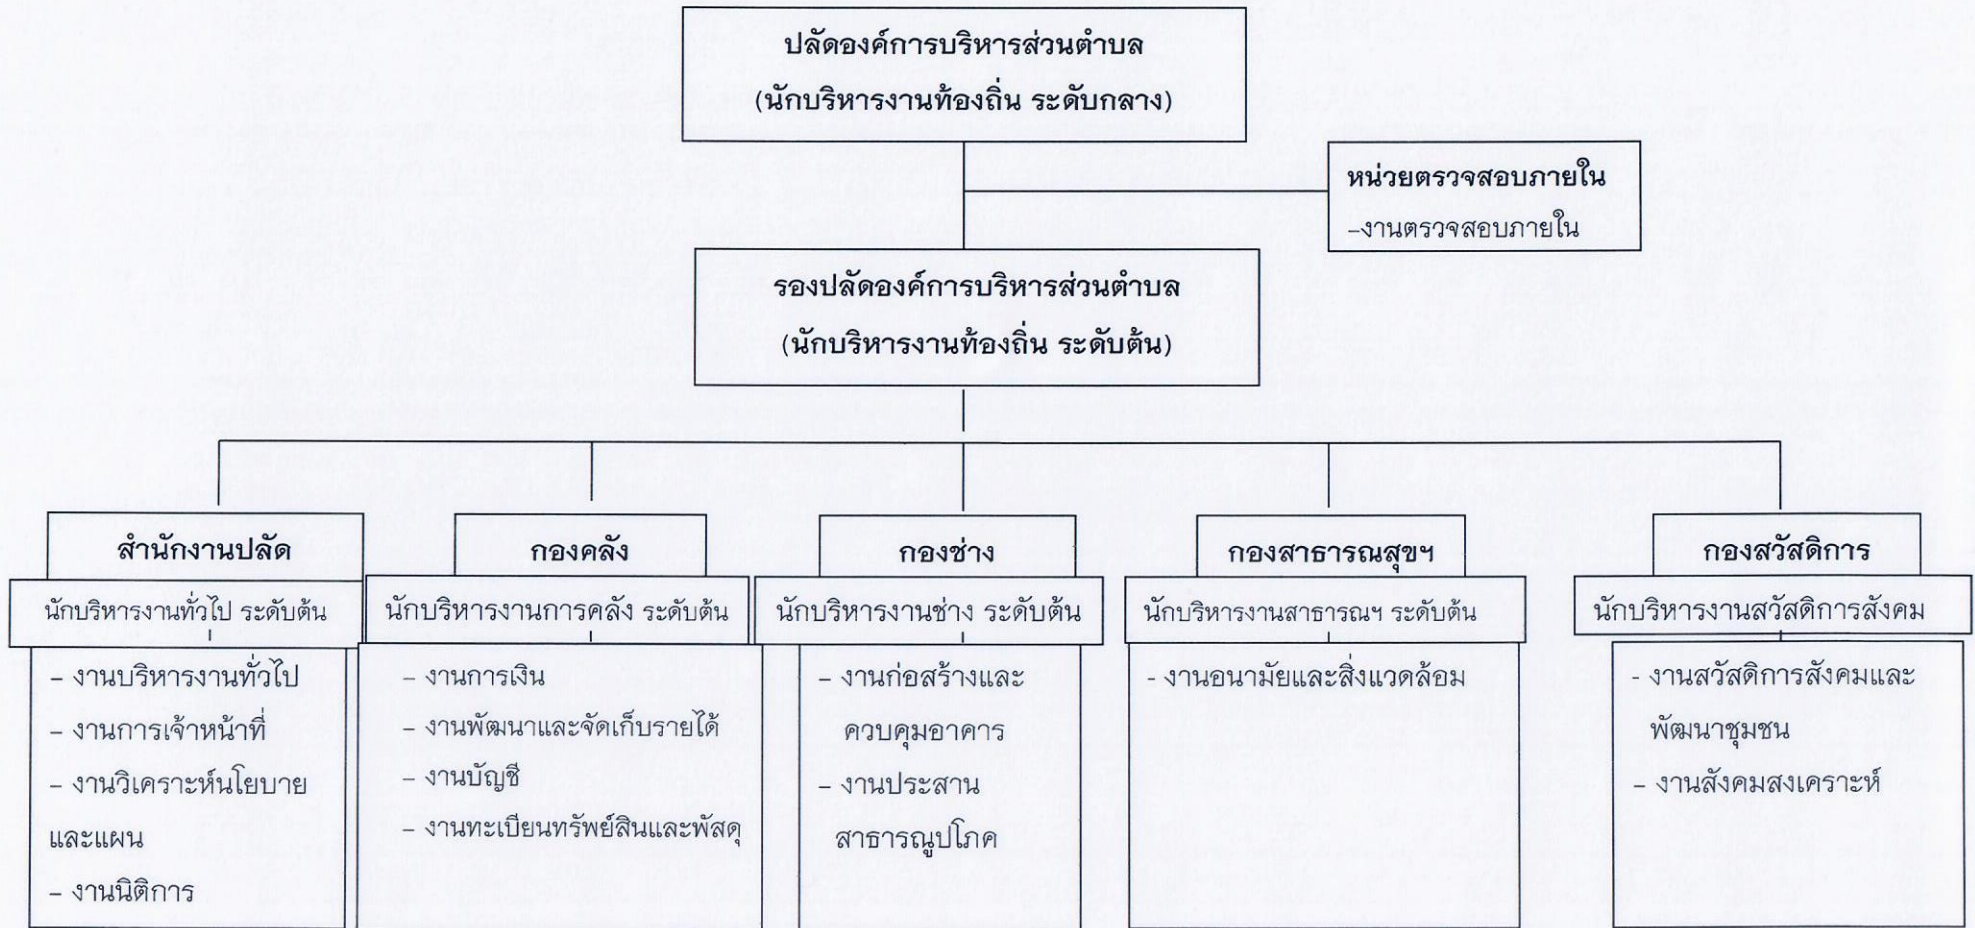 ปลัดองค์การบริหารส่วนตำบล
(นักบริหารงานท้องถิ่น ระดับกลาง)
หน่วยตรวจสอบภายใน
–งานตรวจสอบภายใน
รองปลัดองค์การบริหารส่วนตำบล
(นักบริหารงานท้องถิ่น ระดับต้น)
สำนักงานปลัด
นักบริหารงานทั่วไป ระดับต้น
– งานบริหารงานทั่วไป
– งานการเจ้าหน้าที่
– งานวิเคราะห์นโยบาย
และแผน
– งานนิติการ
กองคลัง
นักบริหารงานการคลัง ระดับต้น
– งานการเงิน
– งานพัฒนาและจัดเก็บรายได้
– งานบัญชี
– งานทะเบียนทรัพย์สินและพัสดุ
กองช่าง
นักบริหารงานช่าง ระดับต้น
– งานก่อสร้างและ
ควบคุมอาคาร
– งานประสาน
สาธารณูปโภค
กองสาธารณสุขฯ
นักบริหารงานสาธารณฯ ระดับต้น
- งานอนามัยและสิ่งแวดล้อม
กองสวัสดิการ
นักบริหารงานสวัสดิการสังคม
- งานสวัสดิการสังคมและ
พัฒนาชุมชน
– งานสังคมสงเคราะห์